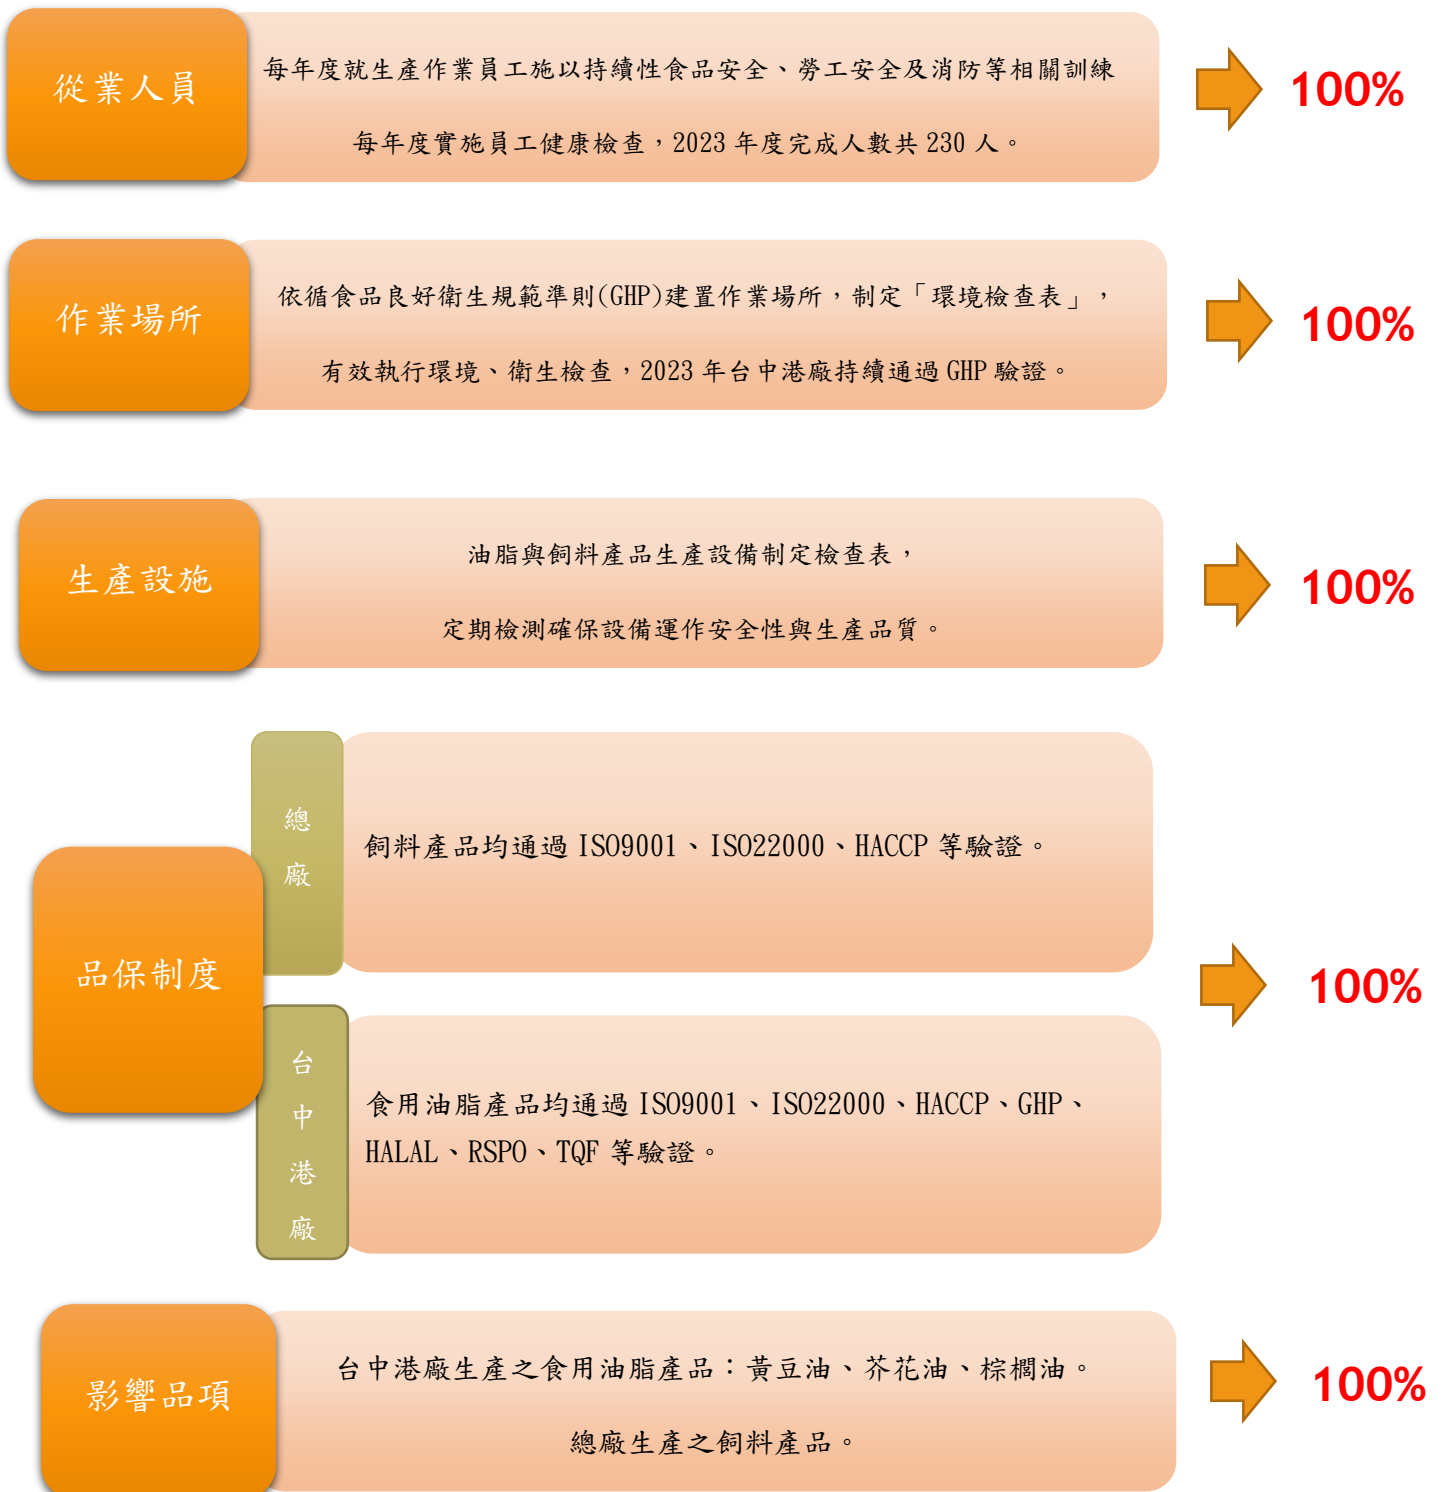 從業人員
每年度就生產作業員工施以持續性食品安全、勞工安全及消防等相關訓練
每年度實施員工健康檢查，2023 年度完成人數共 230 人。
100%
作業場所
依循食品良好衛生規範準則(GHP)建置作業場所，制定「環境檢查表」，
有效執行環境、衛生檢查，2023 年台中港廠持續通過 GHP 驗證。
100%
生產設施
油脂與飼料產品生產設備制定檢查表，
定期檢測確保設備運作安全性與生產品質。
100%
品保制度
總
廠
飼料產品均通過 ISO9001、ISO22000、HACCP 等驗證。
台
中
港
廠
食用油脂產品均通過 ISO9001、ISO22000、HACCP、GHP、
HALAL、RSPO、TQF 等驗證。
100%
影響品項
台中港廠生產之食用油脂產品：黃豆油、芥花油、棕櫚油。
總廠生產之飼料產品。
100%